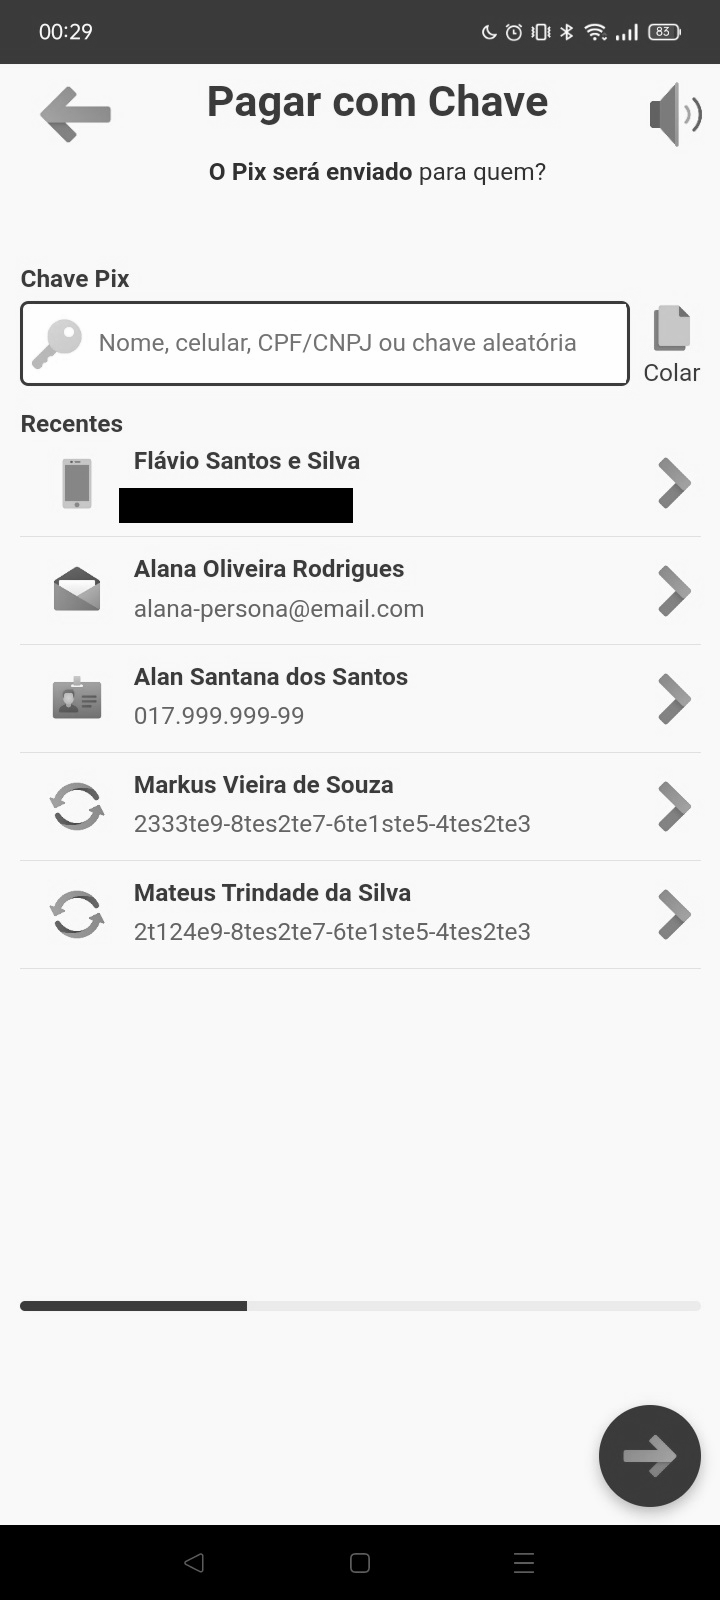 00:29
83
Pagar com Chave
O Pix será enviado para quem?
Chave Pix
Nome, celular, CPF/CNPJ ou chave aleatória
Colar
Recentes
Flávio Santos e Silva
Alana Oliveira Rodrigues
alana-persona@email.com
Alan Santana dos Santos
017.999.999-99
Markus Vieira de Souza
2333te9-8tes2te7-6te1ste5-4tes2te3
Mateus Trindade da Silva
2t124e9-8tes2te7-6te1ste5-4tes2te3